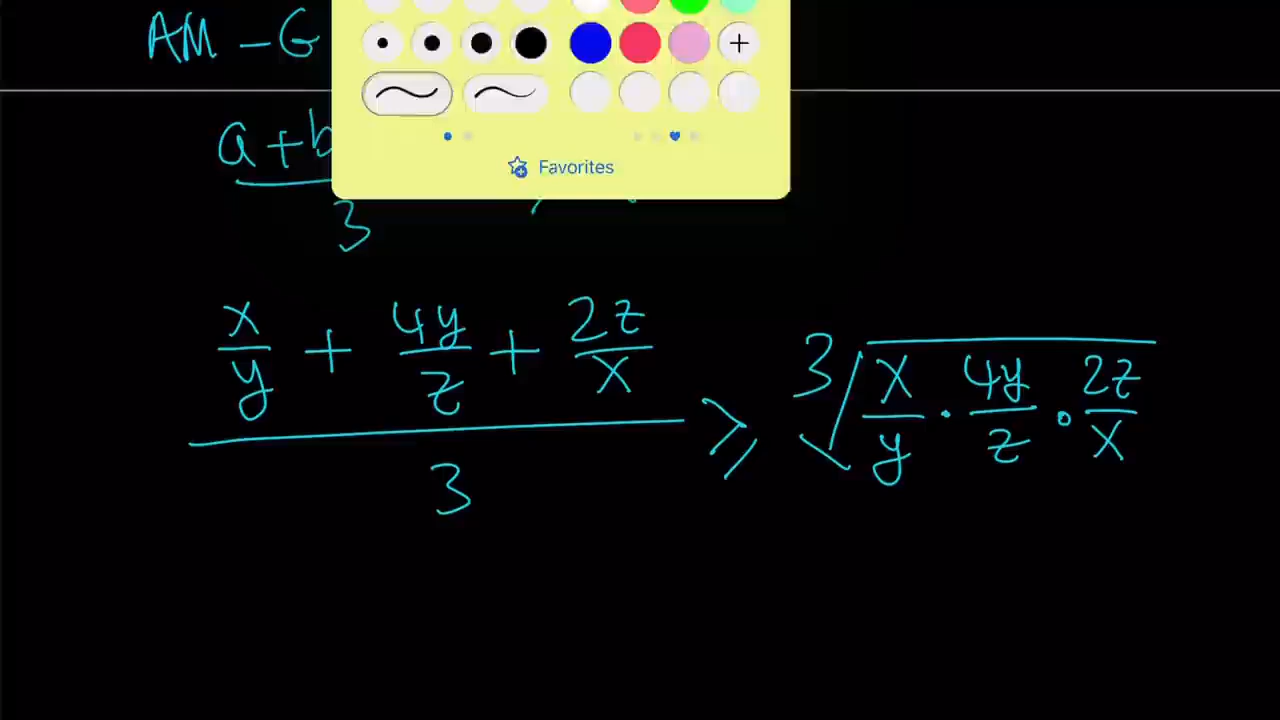 AM - G
a + b
3
Favorites
x/y + 4y/z + 2z/x
3
≥ ∛(x/y · 4y/z · 2z/x)